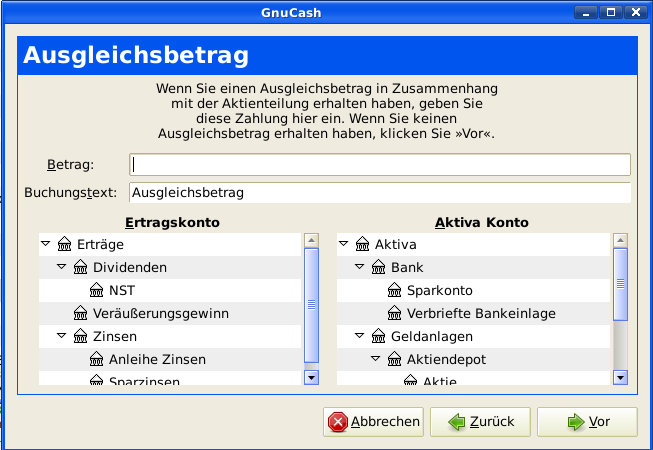 GnuCash
Ausgleichsbetrag
Wenn Sie einen Ausgleichsbetrag in Zusammenhang
mit der Aktienteilung erhalten haben, geben Sie
diese Zahlung hier ein. Wenn Sie keinen
Ausgleichsbetrag erhalten haben, klicken Sie »Vor«.
Betrag:
Buchungstext: Ausgleichsbetrag
Ertragskonto
Erträge
Dividenden
NST
Veräußerungsgewinn
Zinsen
Anleihe Zinsen
Sparzinsen
Aktiva Konto
Aktiva
Bank
Sparkonto
Verbriefte Bankeinlage
Geldanlagen
Aktiendepot
Aktie
Abbrechen Zurück Vor